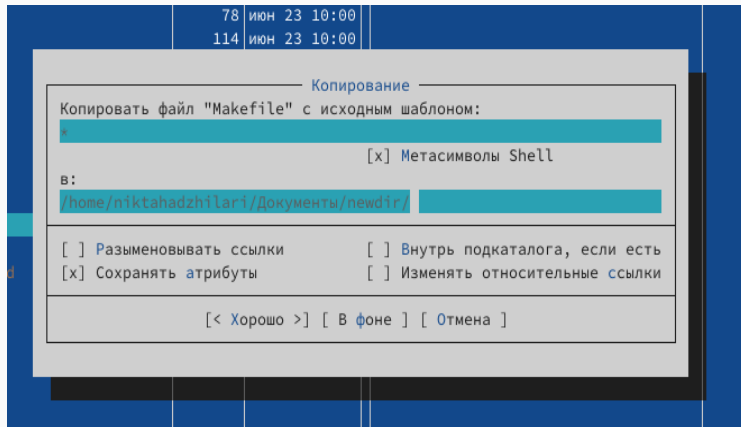 78 июн 23 10:00
114 июн 23 10:00
Копирование
Копировать файл "Makefile" с исходным шаблоном:
*
[x] Метасимволы Shell
в:
/home/niktahadzhilari/Документы/newdir/
[ ] Разыменовывать ссылки [ ] Внутрь подкаталога, если есть
d [x] Сохранять атрибуты [ ] Изменять относительные ссылки
[< Хорошо >] [ В фоне ] [ Отмена ]